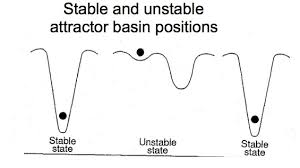 Stable and unstable
attractor basin positions
Stable
state
Unstable
state
Stable
state